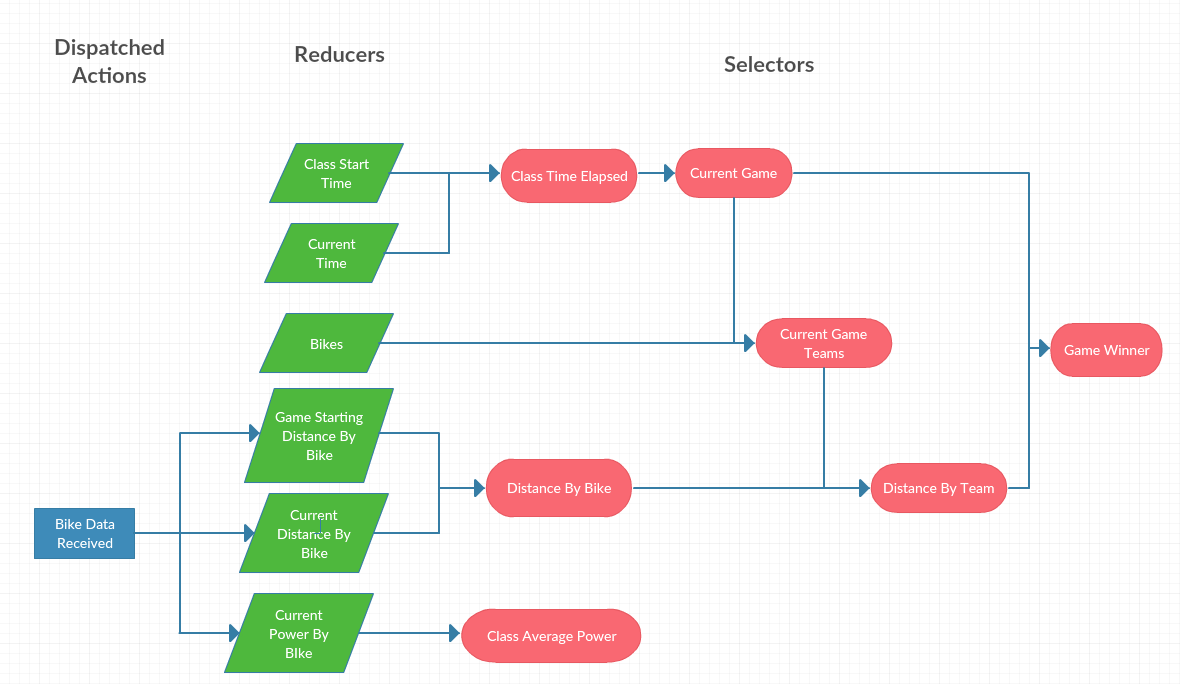 Dispatched
Actions
Reducers
Selectors
Class Start
Time
Class Time Elapsed
Current Game
Current
Time
Bikes
Current Game
Teams
Game Winner
Game Starting
Distance By
Bike
Distance By Bike
Distance By Team
Bike Data
Received
Current
Distance By
Bike
Current
Power By
BIke
Class Average Power